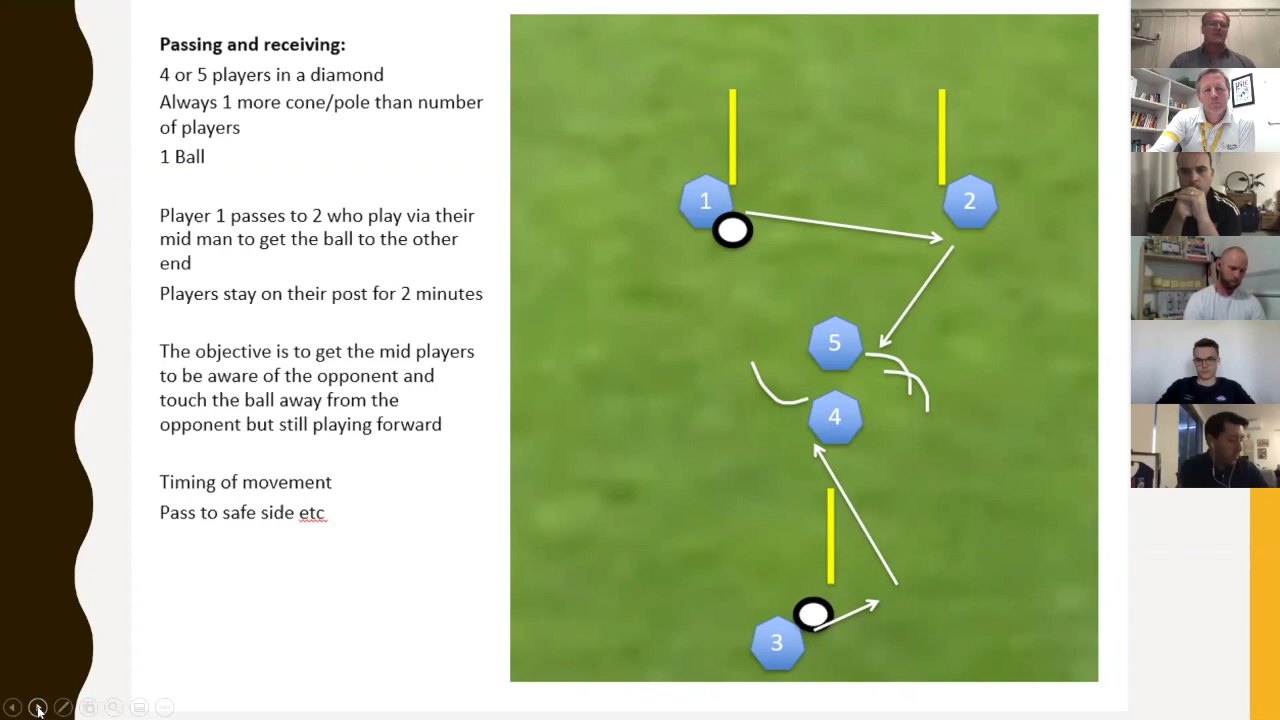 Passing and receiving:
4 or 5 players in a diamond
Always 1 more cone/pole than number
of players
1 Ball
Player 1 passes to 2 who play via their
mid man to get the ball to the other
end
Players stay on their post for 2 minutes
The objective is to get the mid players
to be aware of the opponent and
touch the ball away from the
opponent but still playing forward
Timing of movement
Pass to safe side etc
1
2
5
4
3